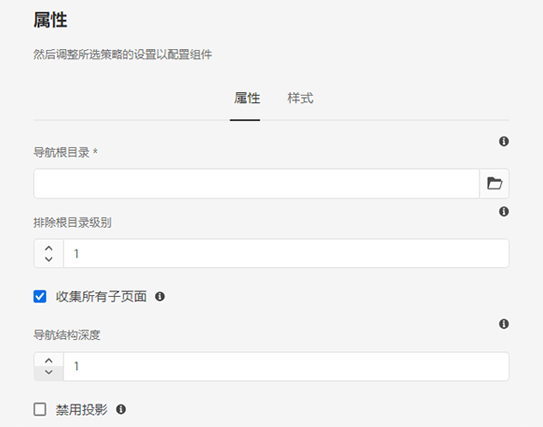 属性
然后调整所选策略的设置以配置组件
属性 样式
导航根目录 *
排除根目录级别
1
收集所有子页面
导航结构深度
1
禁用投影